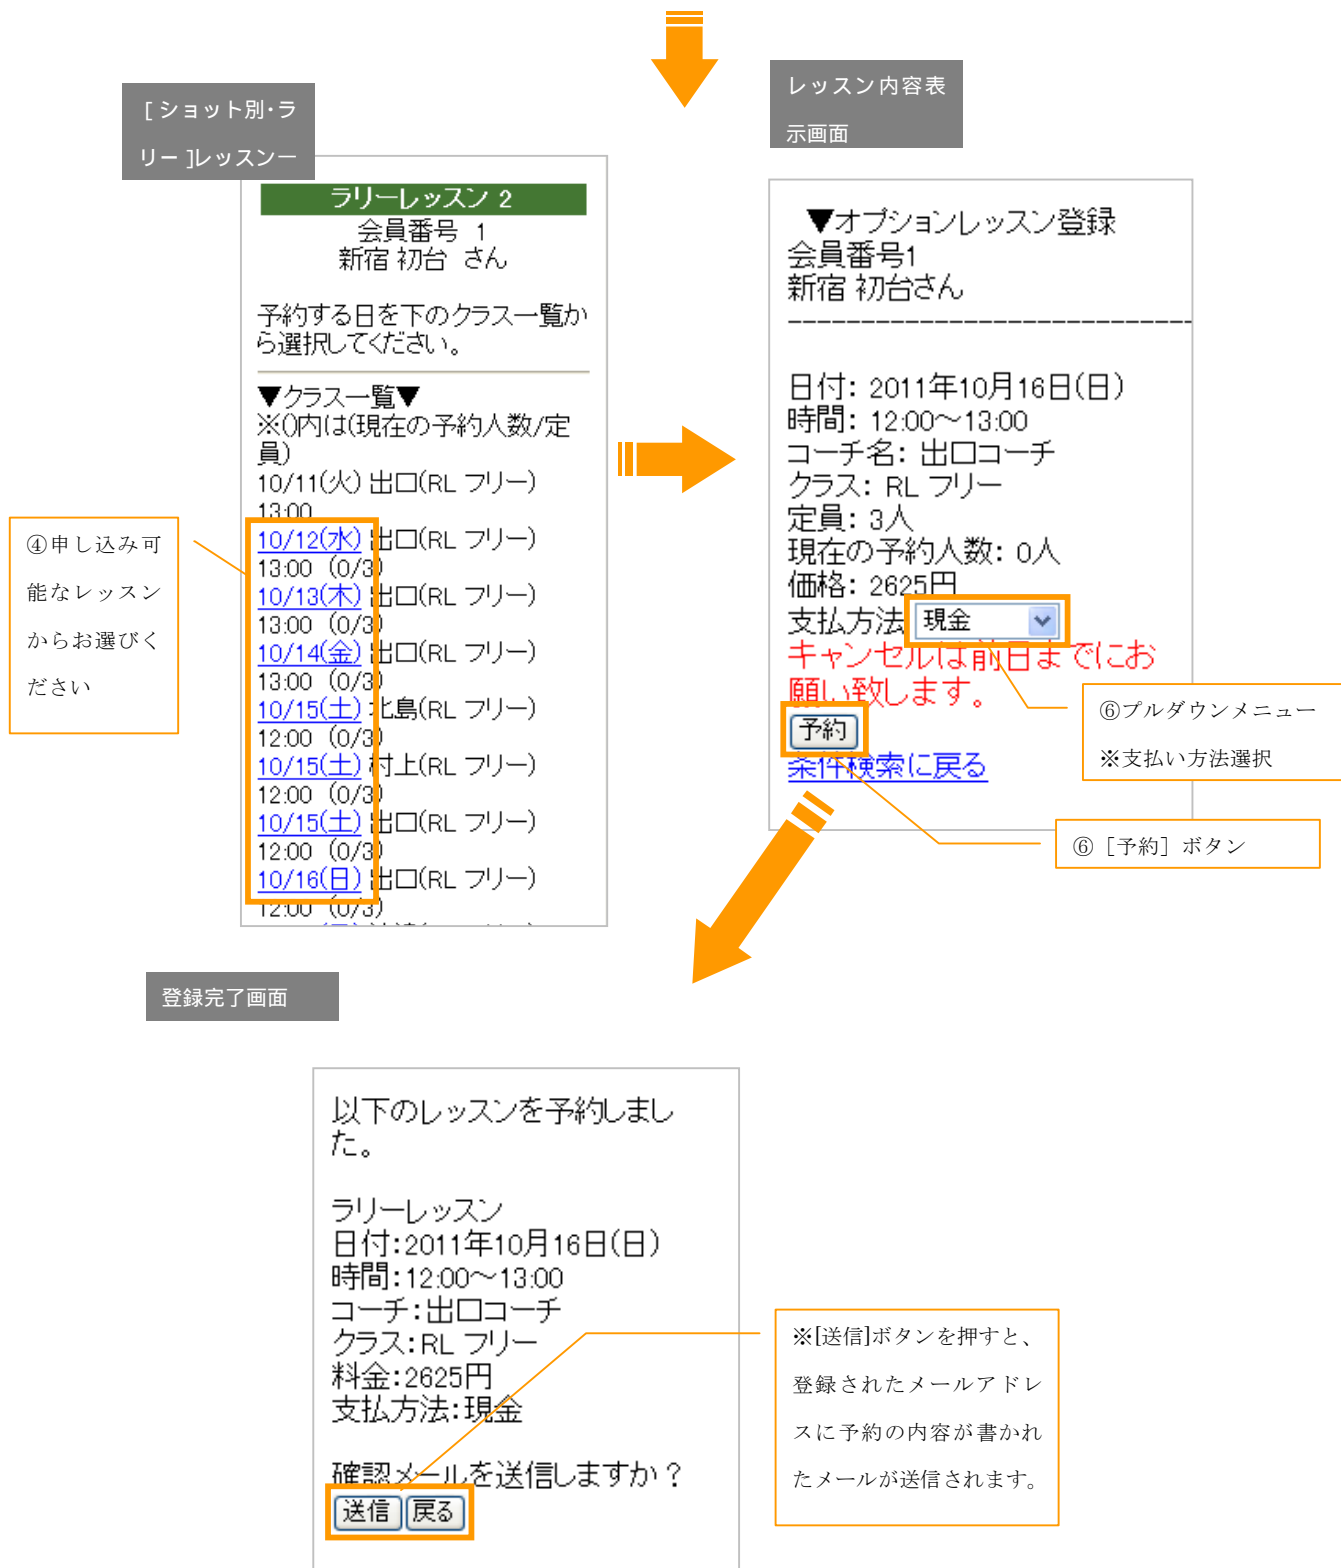 [ショット別・ラ
リー]レッスン一
ラリーレッスン 2
会員番号 1
新宿 初台 さん
予約する日を下のクラス一覧か
ら選択してください。
▼クラス一覧▼
※()内は(現在の予約人数/定
員)
10/11(火) 出口(RL フリー)
13:00
10/12(水) 出口(RL フリー)
13:00 (0/3)
10/13(木) 出口(RL フリー)
13:00 (0/3)
10/14(金) 出口(RL フリー)
13:00 (0/3)
10/15(土) 北島(RL フリー)
12:00 (0/3)
10/15(土) 村上(RL フリー)
12:00 (0/3)
10/15(土) 出口(RL フリー)
12:00 (0/3)
10/16(日) 出口(RL フリー)
12:00 (0/3)
④申し込み可
能なレッスン
からお選びく
ださい
レッスン内容表
示画面
▼オプションレッスン登録
会員番号1
新宿 初台さん
----------------------------
日付: 2011年10月16日(日)
時間: 12:00～13:00
コーチ名: 出口コーチ
クラス: RL フリー
定員: 3人
現在の予約人数: 0人
価格: 2625円
支払方法 現金
キャンセルは前日までにお
願い致します。
予約
条件検索に戻る
⑥プルダウンメニュー
※支払い方法選択
⑥［予約］ボタン
登録完了画面
以下のレッスンを予約しまし
た。
ラリーレッスン
日付:2011年10月16日(日)
時間:12:00～13:00
コーチ:出口コーチ
クラス:RL フリー
料金:2625円
支払方法:現金
確認メールを送信しますか？
送信 戻る
※[送信]ボタンを押すと、
登録されたメールアドレ
スに予約の内容が書かれ
たメールが送信されます。